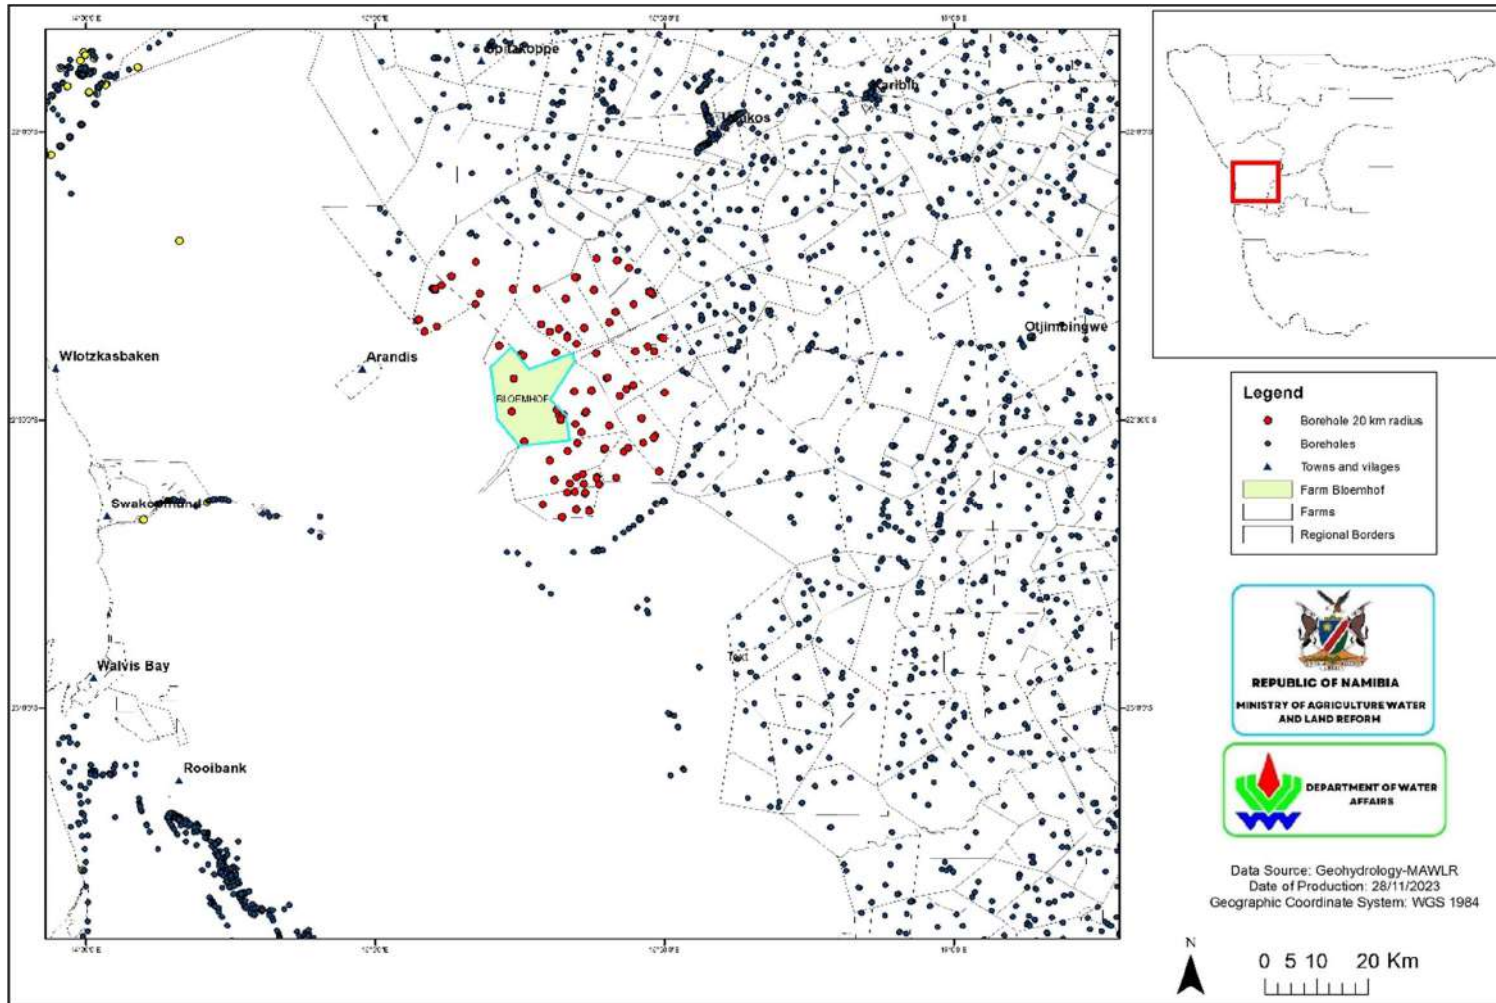 Spitzkoppe
Karibib
Usakos
Otjimbingwe
Wlotzkasbaken
Arandis
BLOEMHOF
Swakopmund
Text
Walvis Bay
Rooibank
Legend
Borehole 20 km radius
Boreholes
Towns and vilages
Farm Bloemhof
Farms
Regional Borders
REPUBLIC OF NAMIBIA
MINISTRY OF AGRICULTURE WATER
AND LAND REFORM
DEPARTMENT OF WATER
AFFAIRS
Data Source: Geohydrology-MAWLR
Date of Production: 28/11/2023
Geographic Coordinate System: WGS 1984
N
0 5 10 20 Km